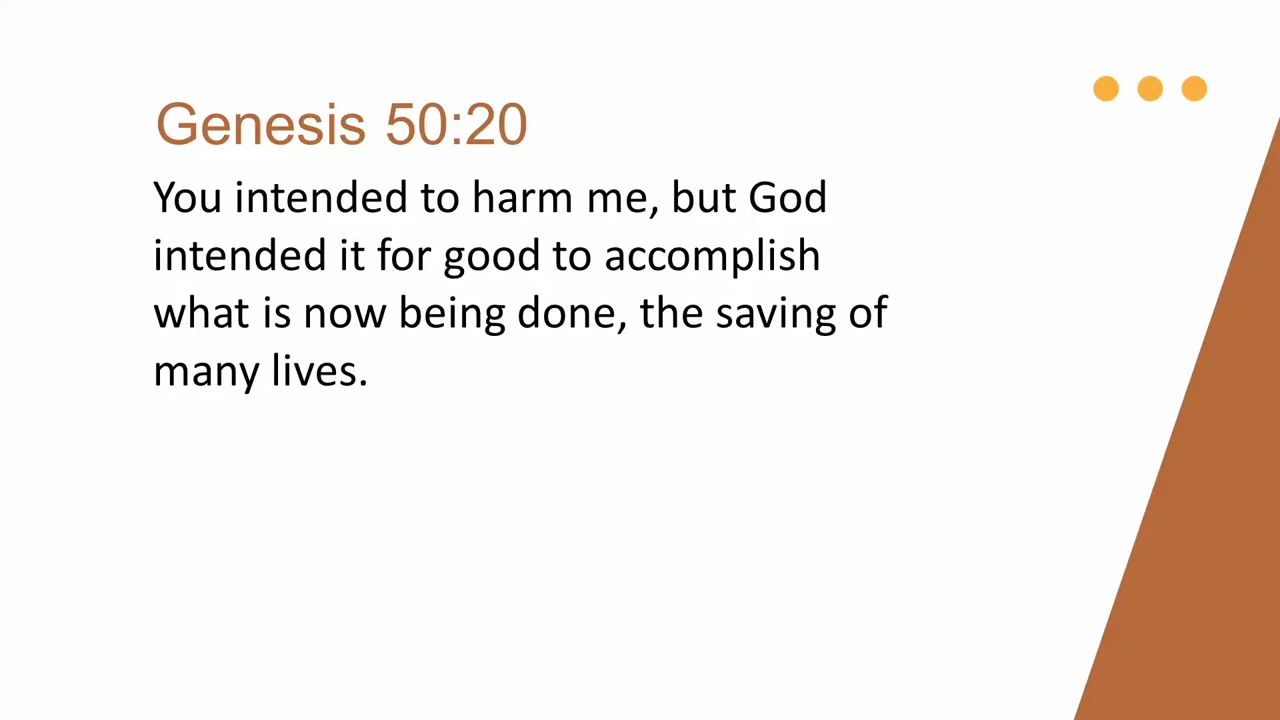 Genesis 50:20
You intended to harm me, but God
intended it for good to accomplish
what is now being done, the saving of
many lives.